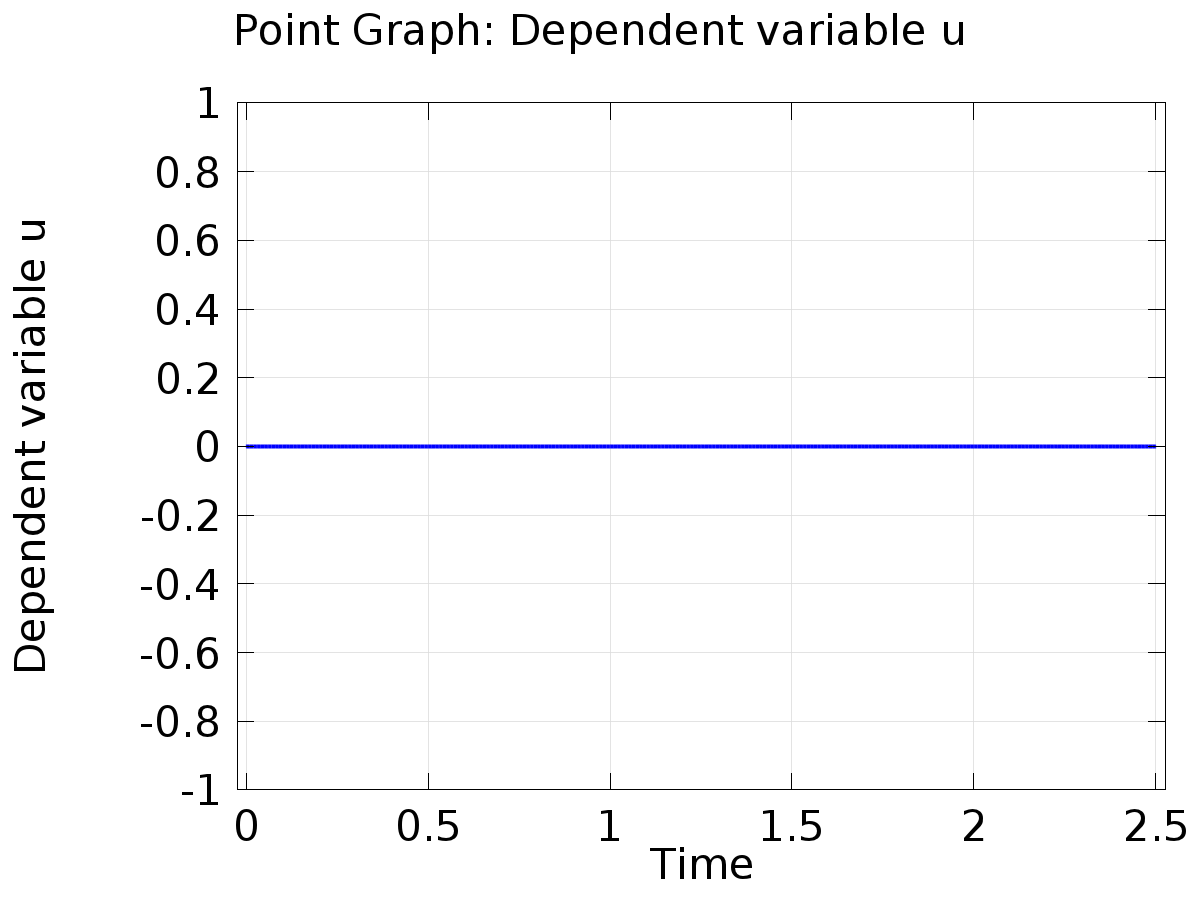 Point Graph: Dependent variable u
Dependent variable u
1
0.8
0.6
0.4
0.2
0
-0.2
-0.4
-0.6
-0.8
-1
0 0.5 1 1.5 2 2.5
Time